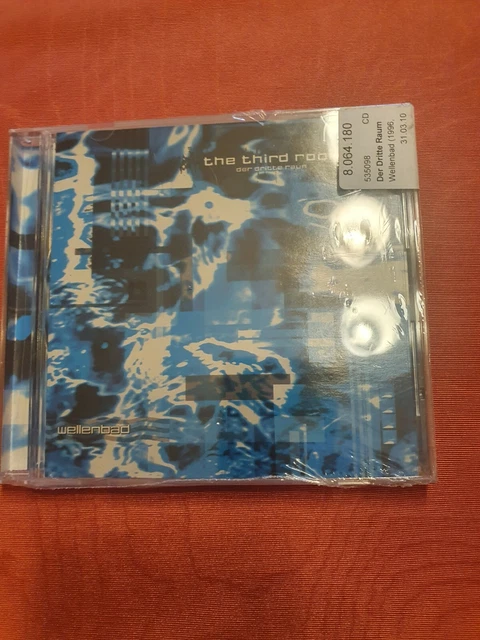 the third roo
der dritte raum
8.064.180
CD
535098
Der Dritte Raum
Wellenbad (1996,
31.03.10
wellenbad